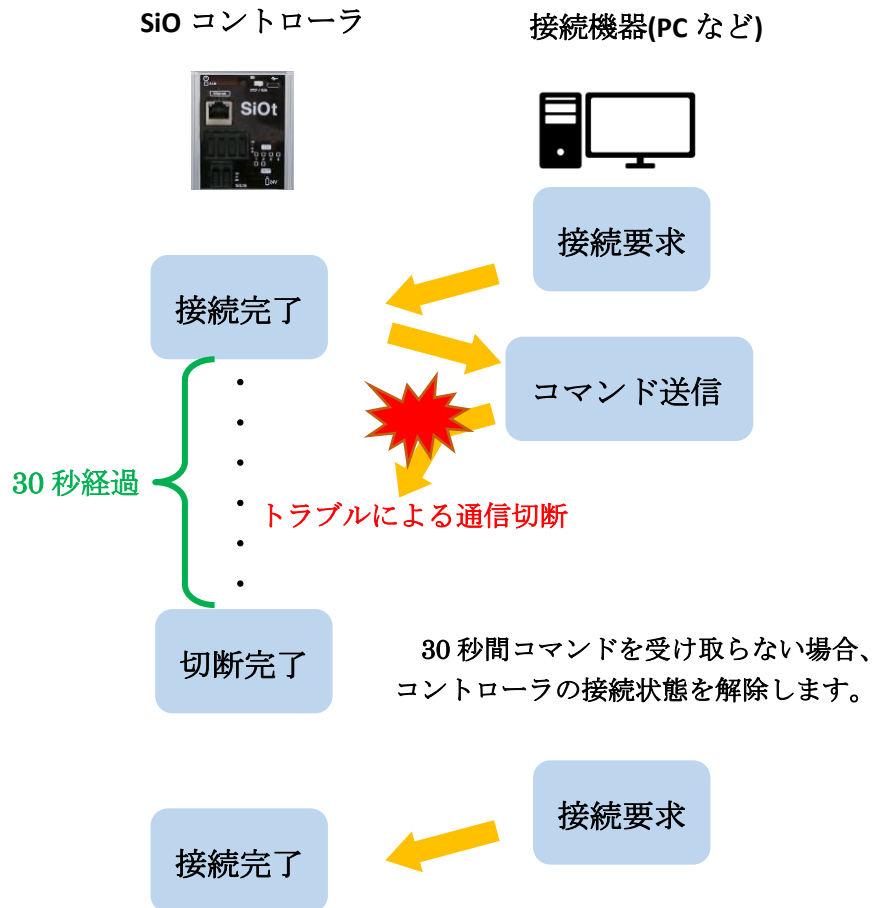 SiO コントローラ
接続機器(PC など)
SiOt
接続要求
接続完了
コマンド送信
30 秒経過
トラブルによる通信切断
切断完了
30 秒間コマンドを受け取らない場合、
コントローラの接続状態を解除します。
接続要求
接続完了